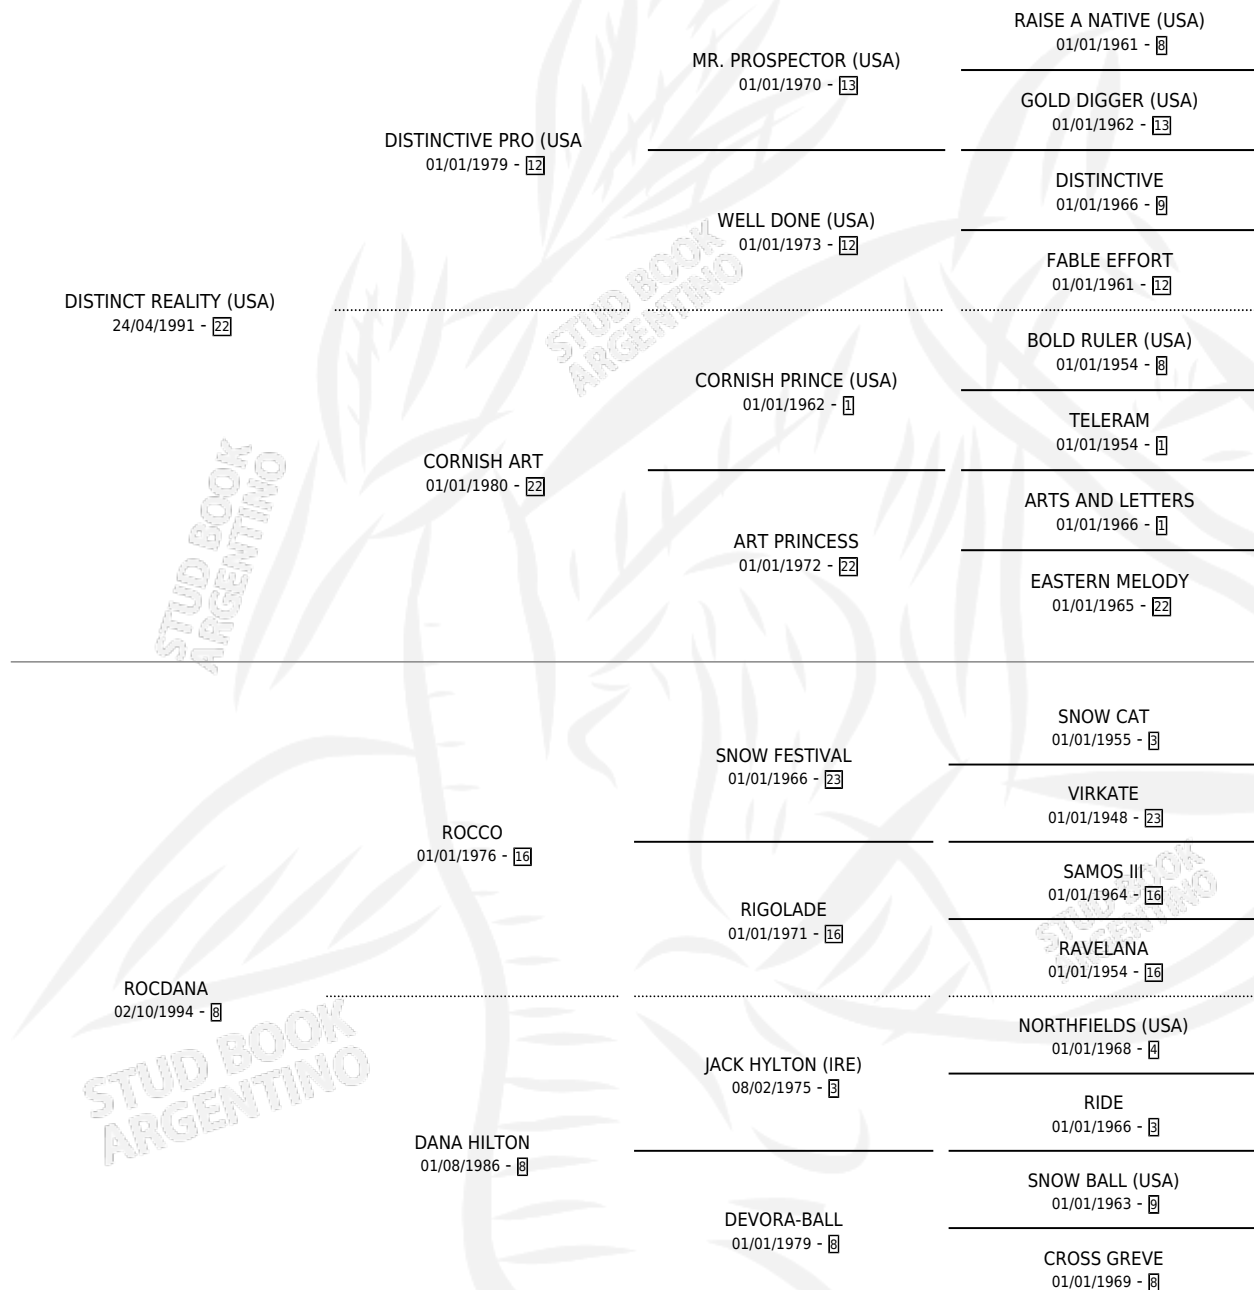 RAISE A NATIVE (USA)
01/01/1961 - 8
MR. PROSPECTOR (USA)
01/01/1970 - 13
GOLD DIGGER (USA)
01/01/1962 - 13
DISTINCTIVE PRO (USA
01/01/1979 - 12
DISTINCTIVE
01/01/1966 - 9
WELL DONE (USA)
01/01/1973 - 12
FABLE EFFORT
01/01/1961 - 12
DISTINCT REALITY (USA)
24/04/1991 - 22
BOLD RULER (USA)
01/01/1954 - 8
CORNISH PRINCE (USA)
01/01/1962 - 1
TELERAM
01/01/1954 - 1
CORNISH ART
01/01/1980 - 22
ARTS AND LETTERS
01/01/1966 - 1
ART PRINCESS
01/01/1972 - 22
EASTERN MELODY
01/01/1965 - 22
SNOW CAT
01/01/1955 - 3
SNOW FESTIVAL
01/01/1966 - 23
VIRKATE
01/01/1948 - 23
ROCCO
01/01/1976 - 16
SAMOS III
01/01/1964 - 16
RIGOLADE
01/01/1971 - 16
RAVELANA
01/01/1954 - 16
ROCDANA
02/10/1994 - 8
NORTHFIELDS (USA)
01/01/1968 - 4
JACK HYLTON (IRE)
08/02/1975 - 3
RIDE
01/01/1966 - 3
DANA HILTON
01/08/1986 - 8
SNOW BALL (USA)
01/01/1963 - 9
DEVORA-BALL
01/01/1979 - 8
CROSS GREVE
01/01/1969 - 8
STUD BOOK
ARGENTINO
STUD BOOK
ARGENTINO
STUD BOOK
ARGENTINO
STUD BOOK
ARGENTINO